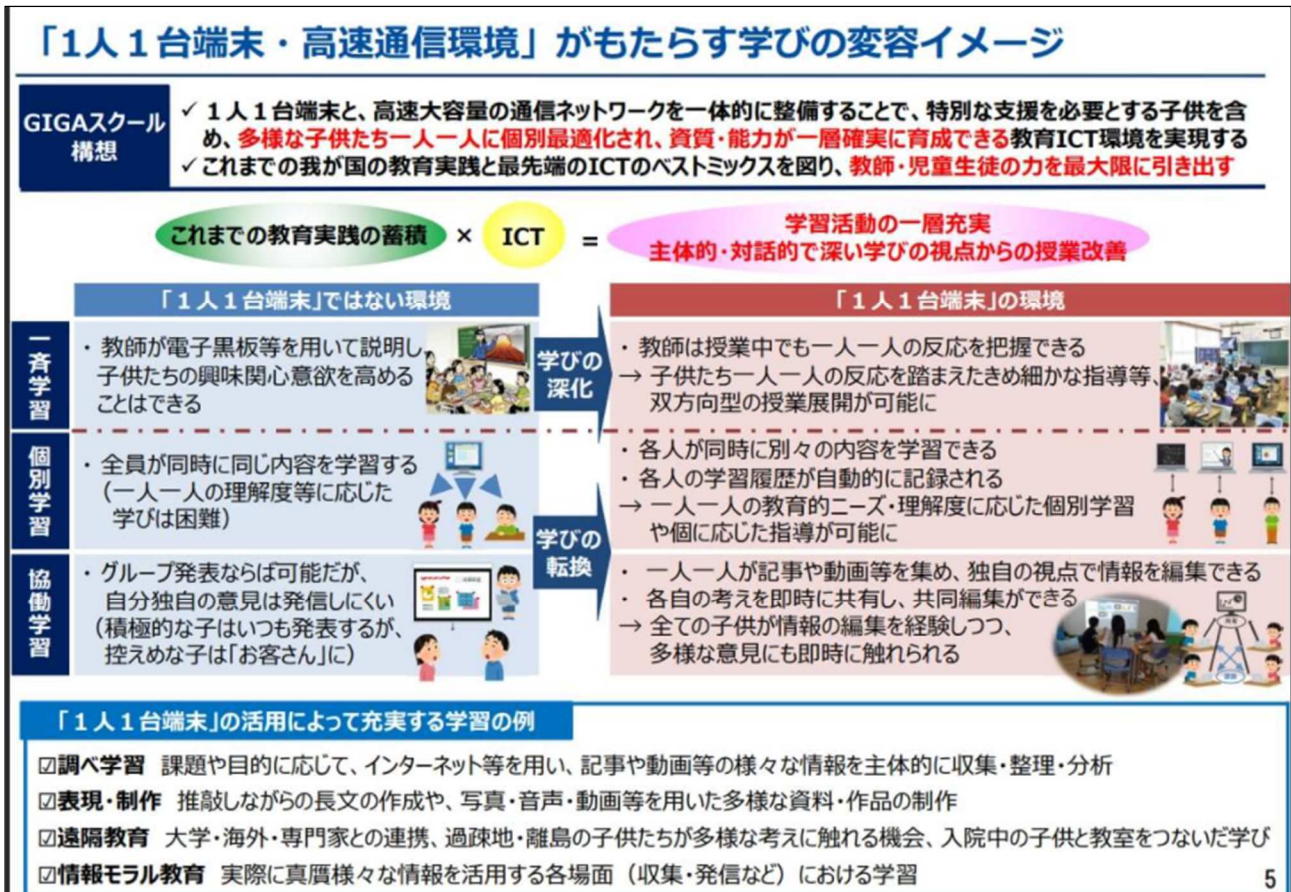 「1人１台端末・高速通信環境」がもたらす学びの変容イメージ
GIGAスクール
構想
✓ １人１台端末と、高速大容量の通信ネットワークを一体的に整備することで、特別な支援を必要とする子供を含
め、多様な子供たち一人一人に個別最適化され、資質・能力が一層確実に育成できる教育ICT環境を実現する
✓ これまでの我が国の教育実践と最先端のICTのベストミックスを図り、教師・児童生徒の力を最大限に引き出す
これまでの教育実践の蓄積 × ICT =
学習活動の一層充実
主体的・対話的で深い学びの視点からの授業改善
「１人１台端末」ではない環境
「１人１台端末」の環境
一斉学習
・教師が電子黒板等を用いて説明し、
子供たちの興味関心意欲を高める
ことはできる
学びの
深化
・教師は授業中でも一人一人の反応を把握できる
→ 子供たち一人一人の反応を踏まえたきめ細かな指導等、
双方向型の授業展開が可能に
個別学習
・全員が同時に同じ内容を学習する
（一人一人の理解度等に応じた
学びは困難）
学びの
転換
・各人が同時に別々の内容を学習できる
・各人の学習履歴が自動的に記録される
→ 一人一人の教育的ニーズ・理解度に応じた個別学習
や個に応じた指導が可能に
協働学習
・グループ発表ならば可能だが、
自分独自の意見は発信しにくい
（積極的な子はいつも発表するが、
控えめな子は「お客さん」に）
・一人一人が記事や動画等を集め、独自の視点で情報を編集できる
・各自の考えを即時に共有し、共同編集ができる
→ 全ての子供が情報の編集を経験しつつ、
多様な意見にも即時に触れられる
「１人１台端末」の活用によって充実する学習の例
☑調べ学習 課題や目的に応じて、インターネット等を用い、記事や動画等の様々な情報を主体的に収集・整理・分析
☑表現・制作 推敲しながらの長文の作成や、写真・音声・動画等を用いた多様な資料・作品の制作
☑遠隔教育 大学・海外・専門家との連携、過疎地・離島の子供たちが多様な考えに触れる機会、入院中の子供と教室をつないだ学び
☑情報モラル教育 実際に真贋様々な情報を活用する各場面（収集・発信など）における学習
5